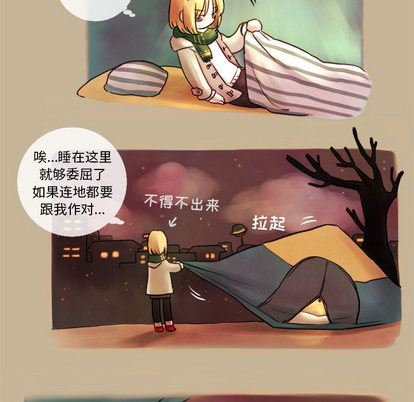 唉...睡在这里
就够委屈了
如果连地都要
跟我作对...
不得不出来
拉起